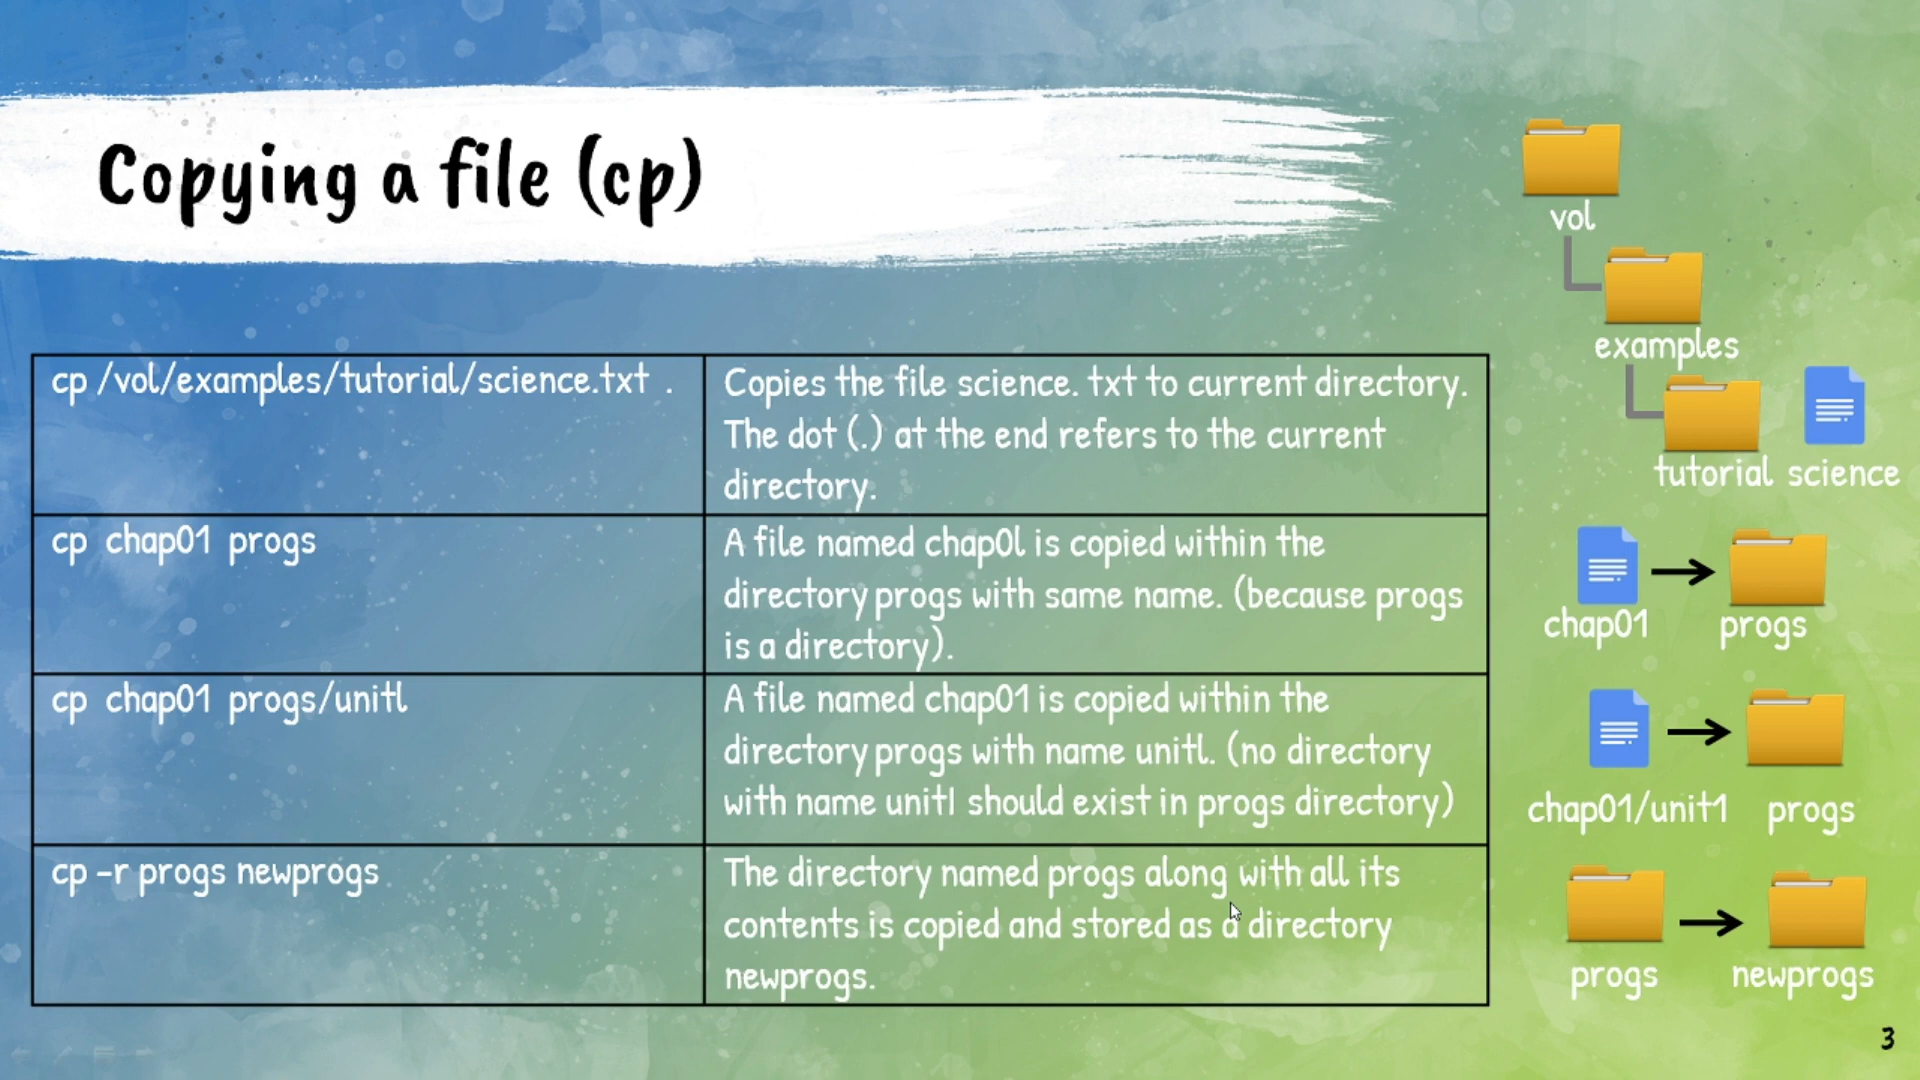 Copying a file (cp)
cp /vol/examples/tutorial/science.txt .
Copies the file science. txt to current directory.
The dot (.) at the end refers to the current
directory.
cp chap01 progs
A file named chap0l is copied within the
directory progs with same name. (because progs
is a directory).
cp chap01 progs/unitl
A file named chap01 is copied within the
directory progs with name unitl. (no directory
with name unitI should exist in progs directory)
cp -r progs newprogs
The directory named progs along with all its
contents is copied and stored as a directory
newprogs.
vol
examples
tutorial science
chap01 progs
chap01/unit1 progs
progs newprogs
3